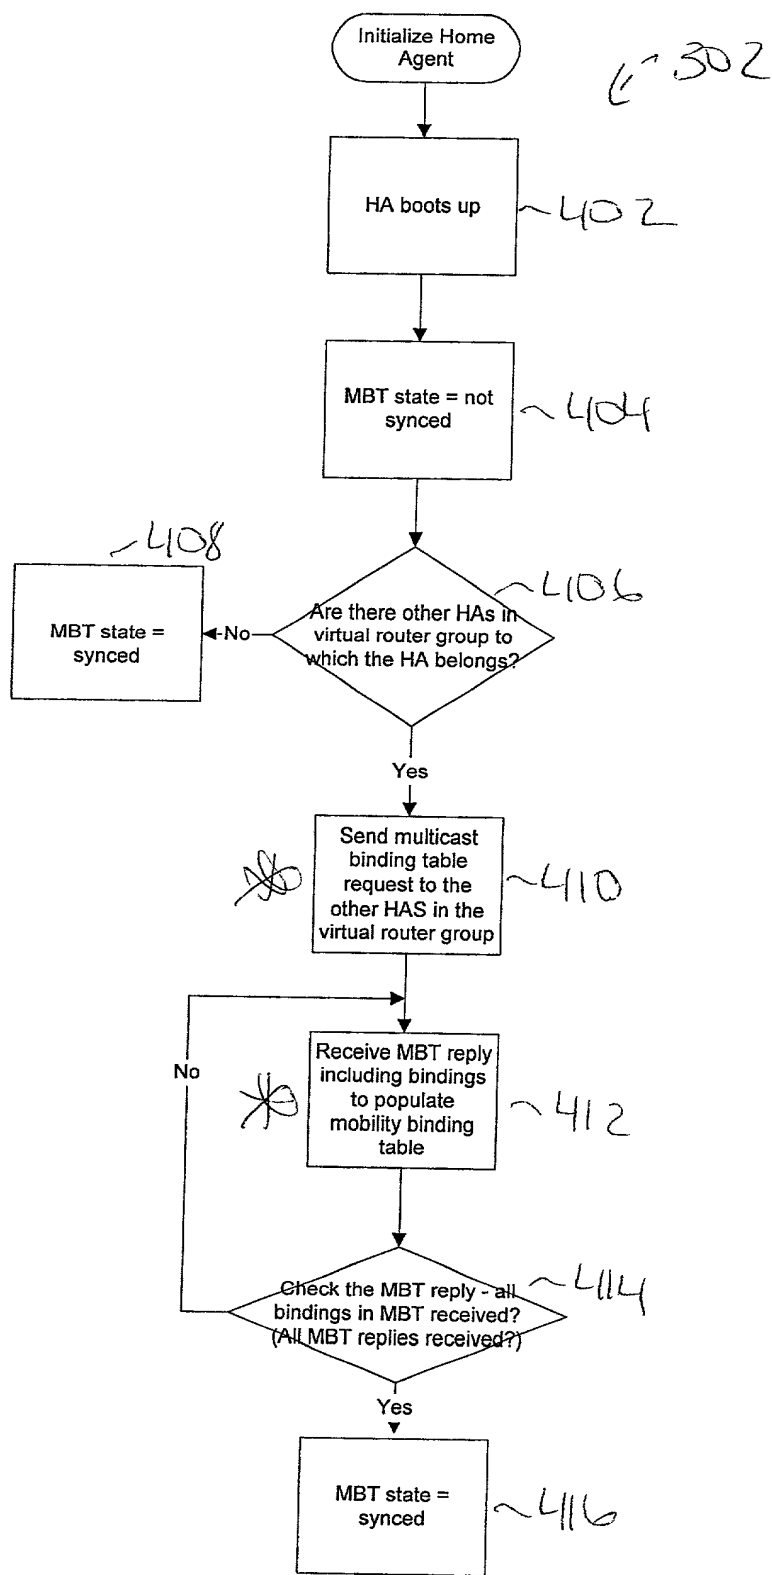 Initialize Home
Agent
302
HA boots up
402
MBT state = not
synced
404
408
MBT state =
synced
No
406
Are there other HAs in
virtual router group to
which the HA belongs?
Yes
Send multicast
binding table
request to the
other HAS in the
virtual router group
410
No
Receive MBT reply
including bindings
to populate
mobility binding
table
412
Check the MBT reply - all
bindings in MBT received?
(All MBT replies received?)
414
Yes
MBT state =
synced
416